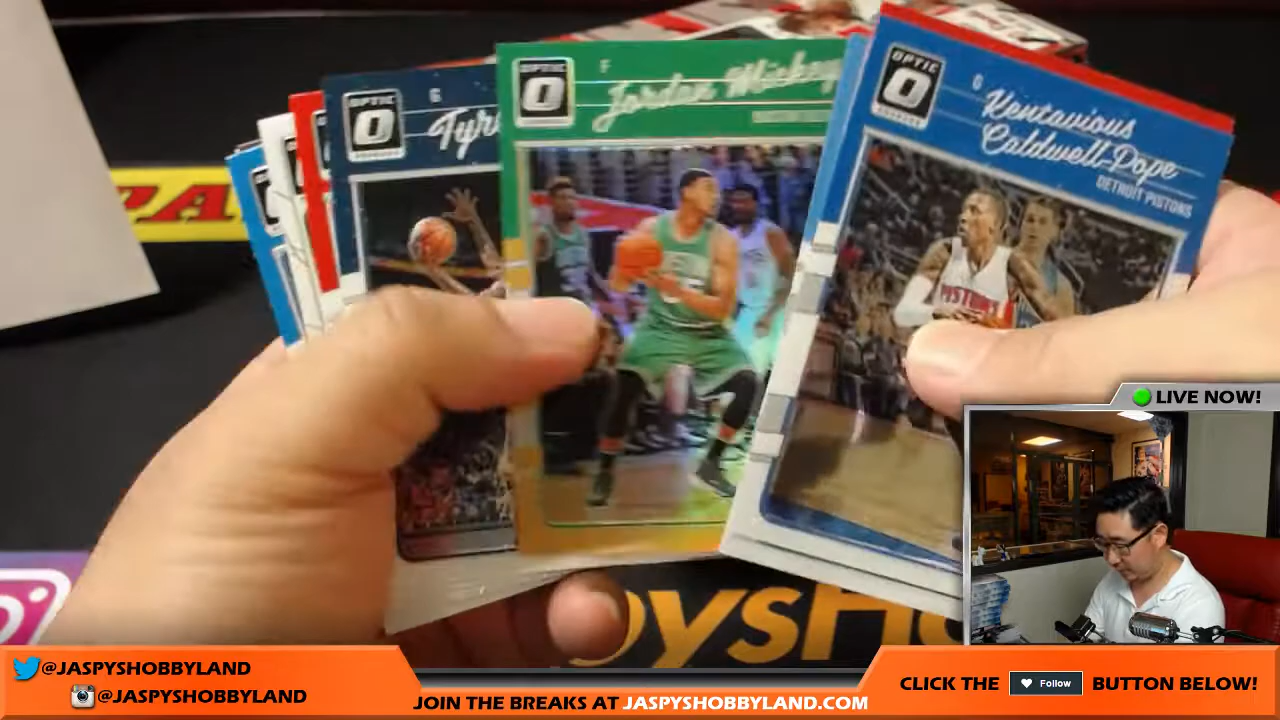 OPTIC
G
Tyr
OPTIC
F
Jordan Mickey
OPTIC
G
Kentavious
Caldwell-Pope
DETROIT PISTONS
PISTONS
LIVE NOW!
@JASPYSHOBBYLAND
@JASPYSHOBBYLAND
JOIN THE BREAKS AT JASPYSHOBBYLAND.COM
CLICK THE Follow BUTTON BELOW!